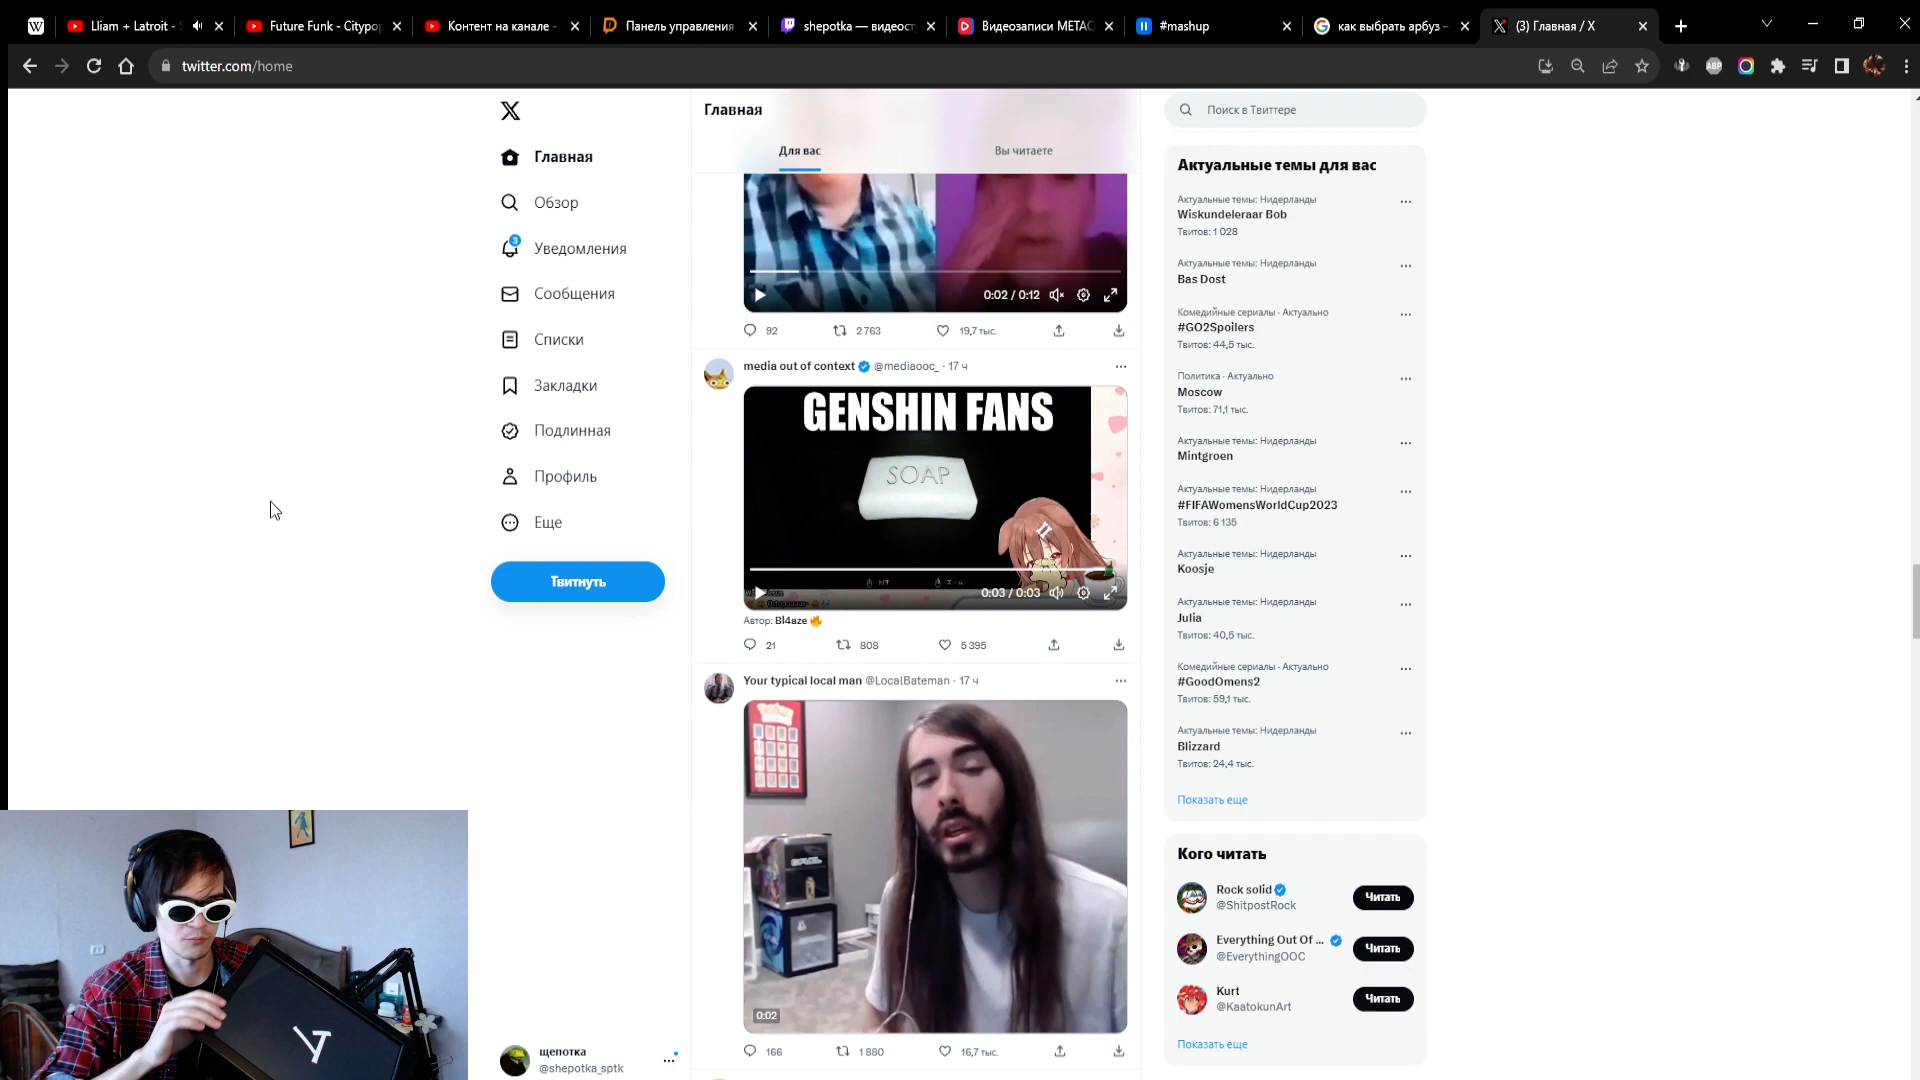 Lliam + Latroit - S
Future Funk - Citypop
Контент на канале -
Панель управления
shepotka — видеост
Видеозаписи METAC
#mashup
как выбрать арбуз –
(3) Главная / X
twitter.com/home
Главная
Обзор
3
Уведомления
Сообщения
Списки
Закладки
Подлинная
Профиль
Еще
Твитнуть
щепотка
@shepotka_sptk
Главная
Для вас
Вы читаете
0:02 / 0:12
92
2 763
19,7 тыс.
media out of context @mediaooc_ · 17 ч
GENSHIN FANS
SOAP
0:03 / 0:03
Автор: Bl4aze
21
808
5 395
Your typical local man @LocalBateman · 17 ч
GFUEL
0:02
166
1 880
16,7 тыс.
Поиск в Твиттере
Актуальные темы для вас
Актуальные темы: Нидерланды
Wiskundeleraar Bob
Твитов: 1 028
Актуальные темы: Нидерланды
Bas Dost
Комедийные сериалы · Актуально
#GO2Spoilers
Твитов: 44,5 тыс.
Политика · Актуально
Moscow
Твитов: 71,1 тыс.
Актуальные темы: Нидерланды
Mintgroen
Актуальные темы: Нидерланды
#FIFAWomensWorldCup2023
Твитов: 6 135
Актуальные темы: Нидерланды
Koosje
Актуальные темы: Нидерланды
Julia
Твитов: 40,5 тыс.
Комедийные сериалы · Актуально
#GoodOmens2
Твитов: 59,1 тыс.
Актуальные темы: Нидерланды
Blizzard
Твитов: 24,4 тыс.
Показать еще
Кого читать
Rock solid
@ShitpostRock
Читать
Everything Out Of ...
@EverythingOOC
Читать
Kurt
@KaatokunArt
Читать
Показать еще